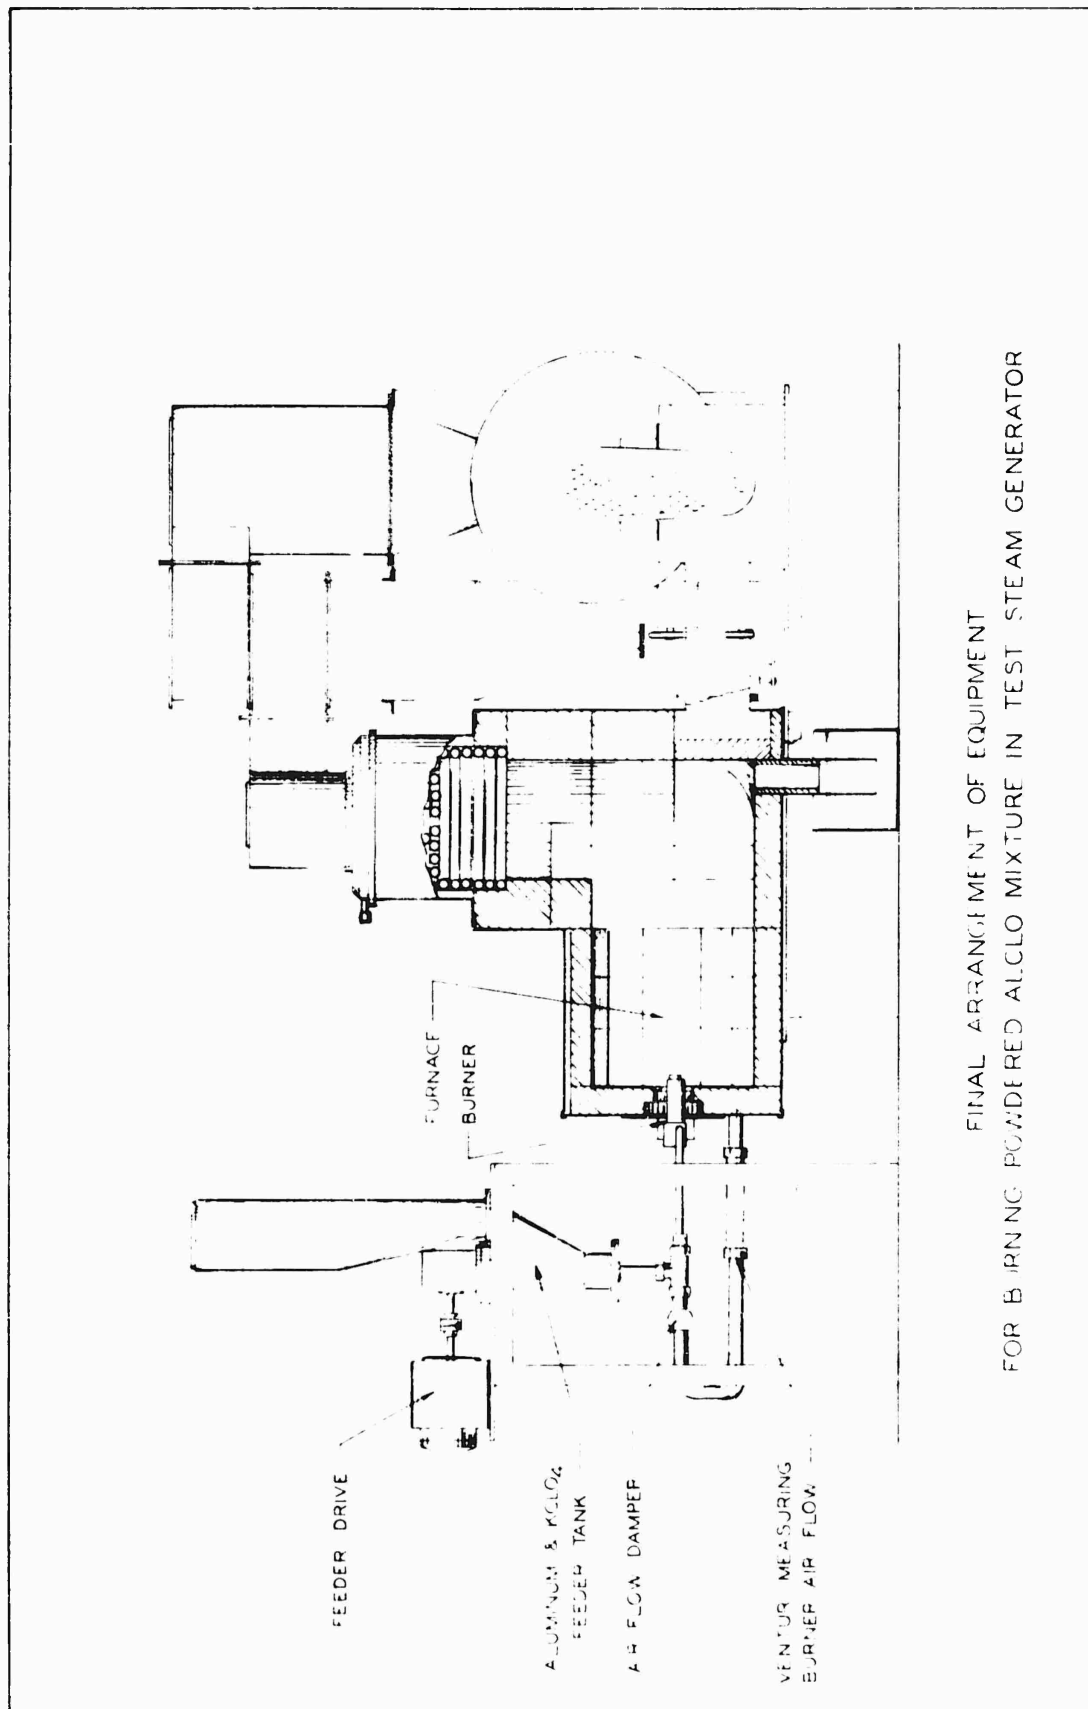 FURNACE
BURNER
FEEDER DRIVE
ALUMINUM & KCLO4
FEEDER TANK
AIR FLOW DAMPER
VENTURI MEASURING
BURNER AIR FLOW
FINAL ARRANGEMENT OF EQUIPMENT
FOR BURNING POWDERED ALCLO MIXTURE IN TEST STEAM GENERATOR